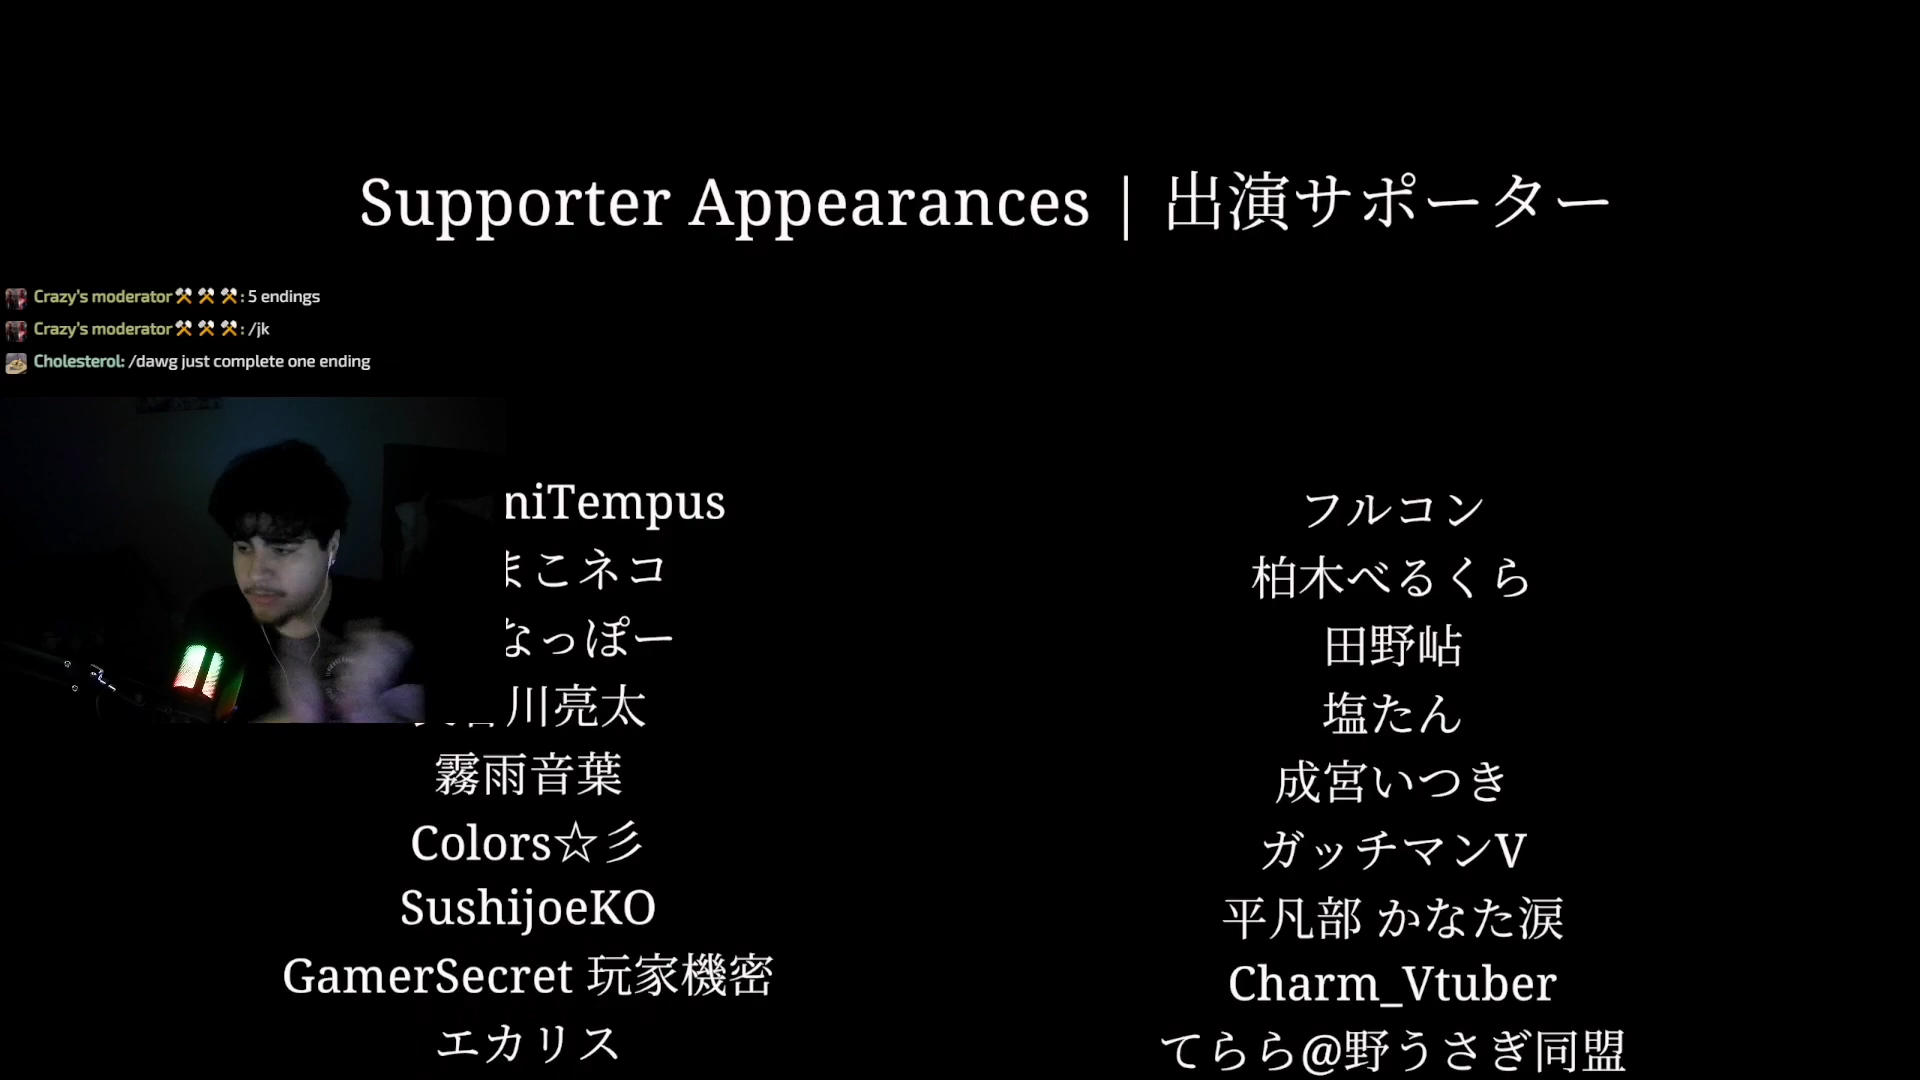 Supporter Appearances | 出演サポーター
Crazy's moderator: 5 endings
Crazy's moderator: /jk
Cholesterol: /dawg just complete one ending
niTempus
まこネコ
なっぽー
川亮太
霧雨音葉
Colors☆彡
SushijoeKO
GamerSecret 玩家機密
エカリス
フルコン
柏木べるくら
田野岾
塩たん
成宮いつき
ガッチマンV
平凡部 かなた涙
Charm_Vtuber
てらら@野うさぎ同盟